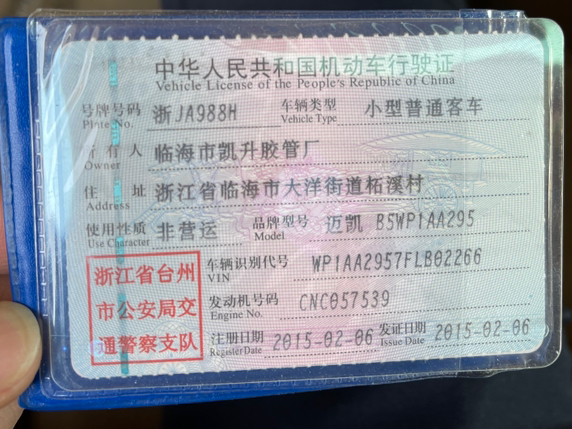 中华人民共和国机动车行驶证
Vehicle License of the People's Republic of China
号牌号码 浙JA988H 车辆类型 小型普通客车
Plate No. Vehicle Type
所有人 临海市凯升胶管厂
Owner
住址 浙江省临海市大洋街道柘溪村
Address
使用性质 非营运 品牌型号 迈凯 B5WP1AA295
Use Character Model
浙江省台州
市公安局交
通警察支队
车辆识别代号 WP1AA2957FLB02266
VIN
发动机号码 CNC057539
Engine No.
注册日期 2015-02-06 发证日期 2015-02-06
Register Date Issue Date